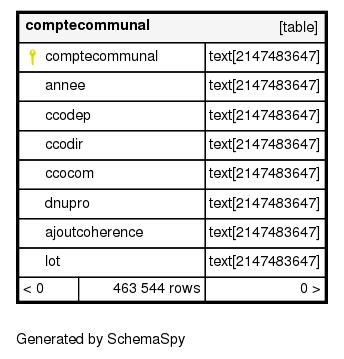 comptecommunal [table]
comptecommunal text[2147483647]
annee text[2147483647]
ccodep text[2147483647]
ccodir text[2147483647]
ccocom text[2147483647]
dnupro text[2147483647]
ajoutcoherence text[2147483647]
lot text[2147483647]
< 0 463 544 rows 0 >
Generated by SchemaSpy